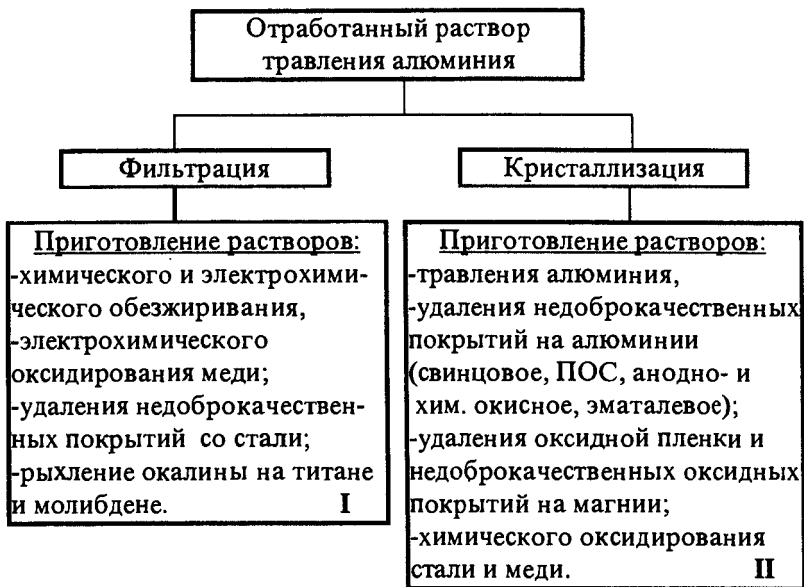 Отработанный раствор
травления алюминия
Фильтрация
Кристаллизация
Приготовление растворов:
-химического и электрохими-
ческого обезжиривания,
-электрохимического
оксидирования меди;
-удаления недоброкачествен-
ных покрытий со стали;
-рыхление окалины на титане
и молибдене. I
Приготовление растворов:
-травления алюминия,
-удаления недоброкачественных
покрытий на алюминии
(свинцовое, ПОС, анодно- и
хим. окисное, эматалевое);
-удаления оксидной пленки и
недоброкачественных оксидных
покрытий на магнии;
-химического оксидирования
стали и меди. II